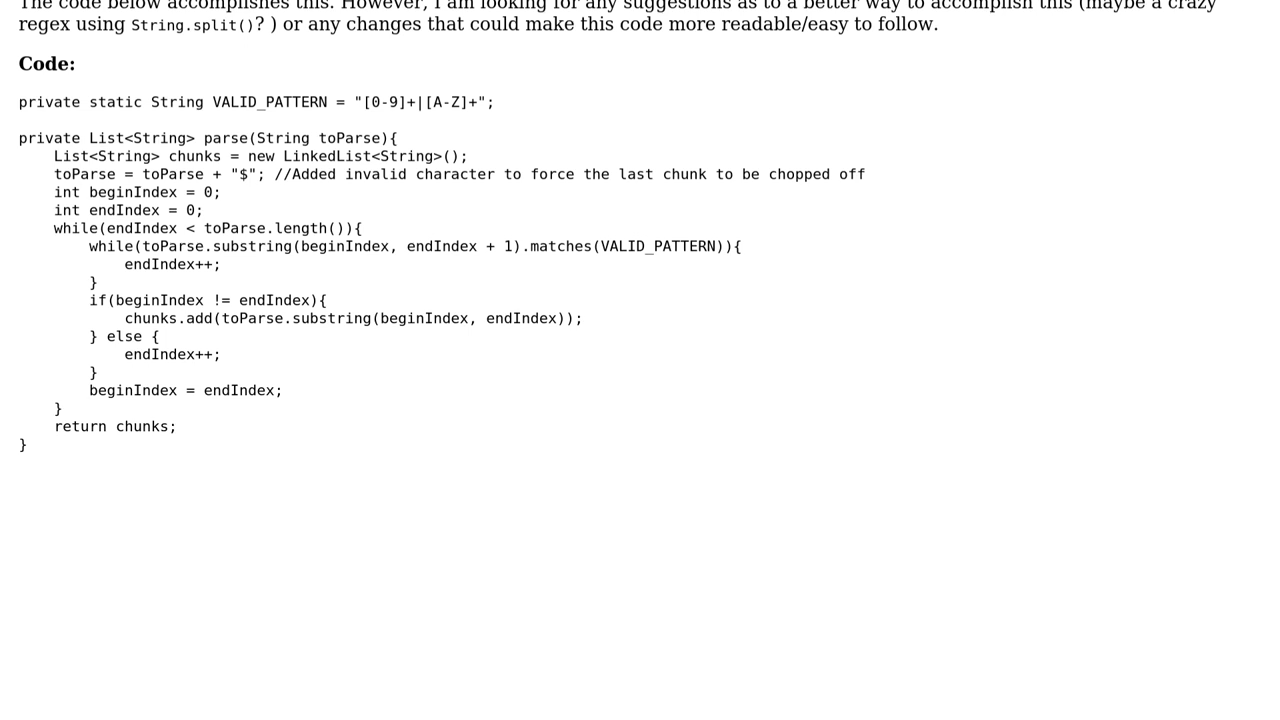 The code below accomplishes this. However, I am looking for any suggestions as to a better way to accomplish this (maybe a crazy
regex using String.split()? ) or any changes that could make this code more readable/easy to follow.
Code:
private static String VALID_PATTERN = "[0-9]+|[A-Z]+";
private List<String> parse(String toParse){
    List<String> chunks = new LinkedList<String>();
    toParse = toParse + "$"; //Added invalid character to force the last chunk to be chopped off
    int beginIndex = 0;
    int endIndex = 0;
    while(endIndex < toParse.length()){
        while(toParse.substring(beginIndex, endIndex + 1).matches(VALID_PATTERN)){
            endIndex++;
        }
        if(beginIndex != endIndex){
            chunks.add(toParse.substring(beginIndex, endIndex));
        } else {
            endIndex++;
        }
        beginIndex = endIndex;
    }
    return chunks;
}